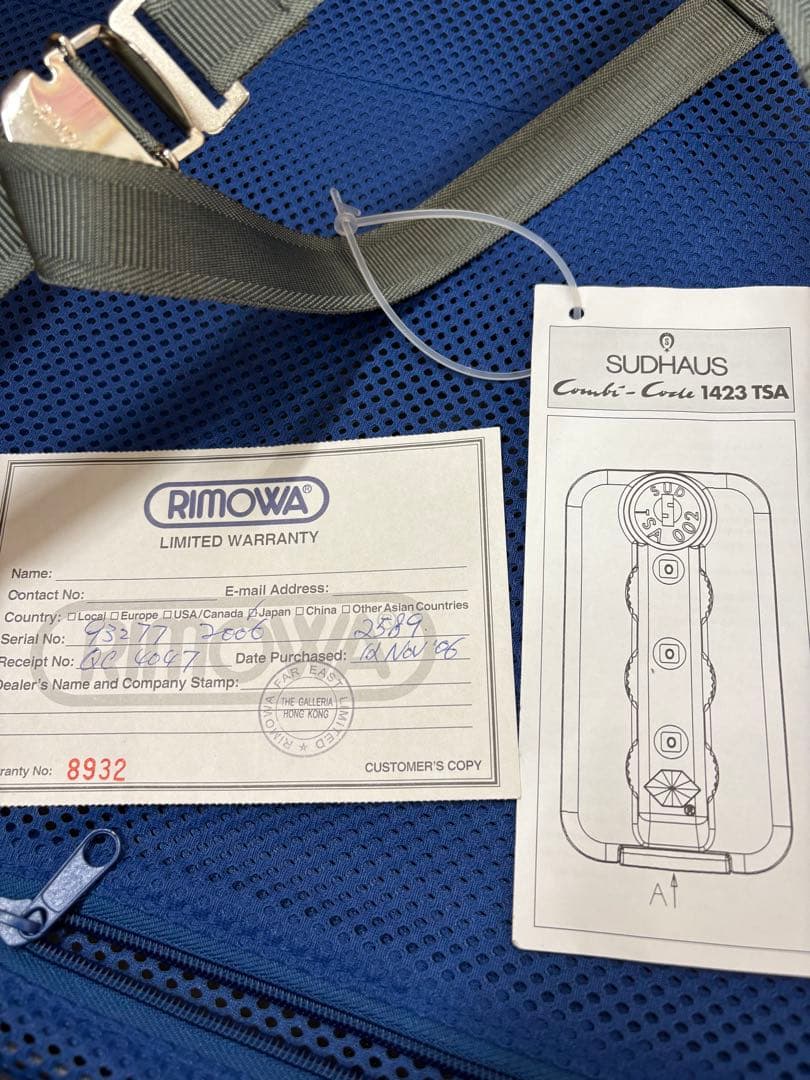 SUDHAUS
Combi-Code 1423 TSA
SUD
TSA 002
0
0
0
®
A
RIMOWA®
LIMITED WARRANTY
Name:
Contact No: E-mail Address:
Country: □Local □Europe □USA/Canada ☑Japan □China □Other Asian Countries
Serial No: 93277 2006 2589.
Receipt No: QC 4047 Date Purchased: 12 Nov '06
Dealer's Name and Company Stamp:
RIMOWA
RIMOWA FAR EAST LIMITED
THE GALLERIA
HONG KONG
ranty No: 8932 CUSTOMER'S COPY